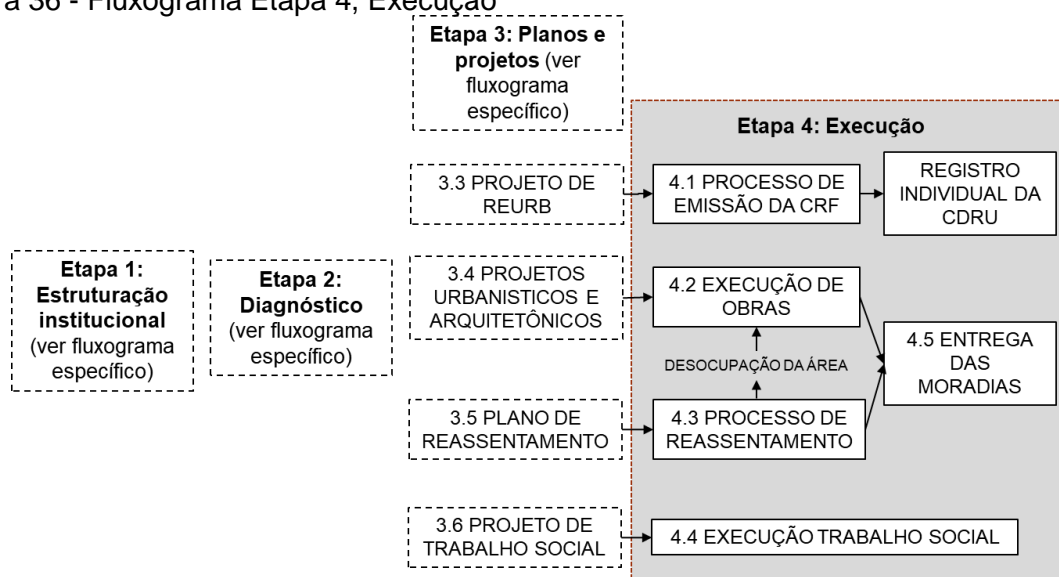 a 36 - Fluxograma Etapa 4, Execução
Etapa 3: Planos e
projetos (ver
fluxograma
específico)
Etapa 4: Execução
3.3 PROJETO DE
REURB
4.1 PROCESSO DE
EMISSÃO DA CRF
REGISTRO
INDIVIDUAL DA
CDRU
Etapa 1:
Estruturação
institucional
(ver fluxograma
específico)
Etapa 2:
Diagnóstico
(ver fluxograma
específico)
3.4 PROJETOS
URBANISTICOS E
ARQUITETÔNICOS
4.2 EXECUÇÃO DE
OBRAS
DESOCUPAÇÃO DA ÁREA
4.5 ENTREGA
DAS
MORADIAS
3.5 PLANO DE
REASSENTAMENTO
4.3 PROCESSO DE
REASSENTAMENTO
3.6 PROJETO DE
TRABALHO SOCIAL
4.4 EXECUÇÃO TRABALHO SOCIAL